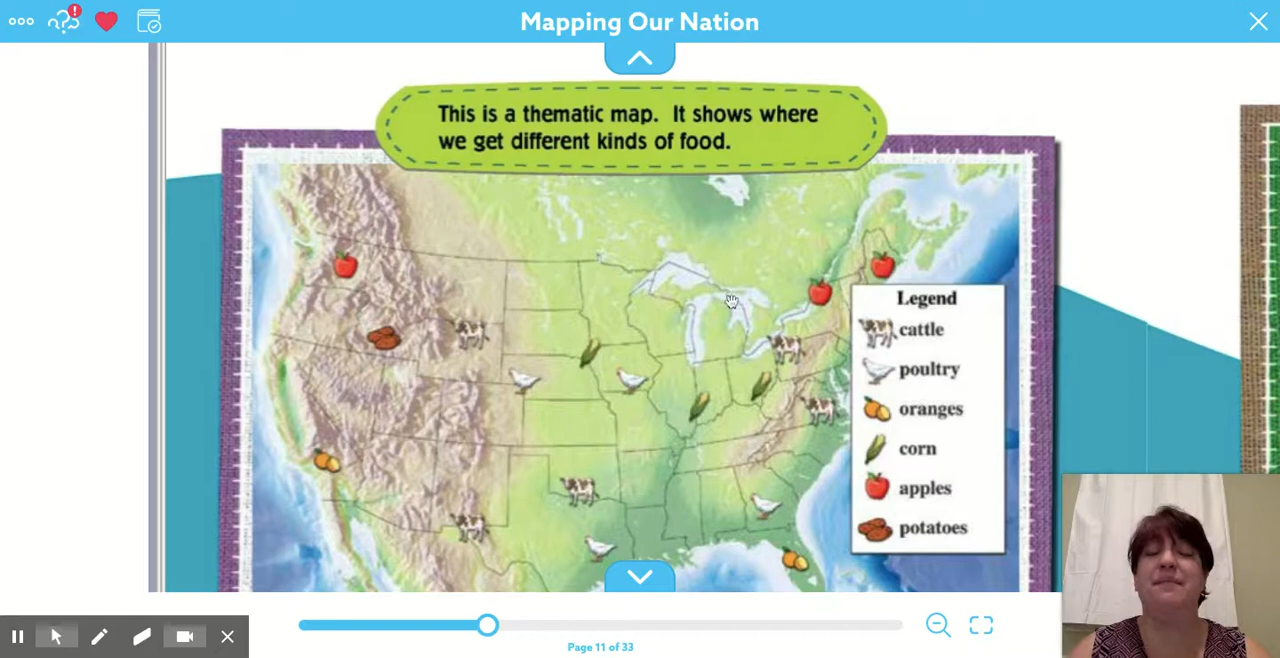 Mapping Our Nation
This is a thematic map. It shows where
we get different kinds of food.
Legend
cattle
poultry
oranges
corn
apples
potatoes
Page 11 of 33